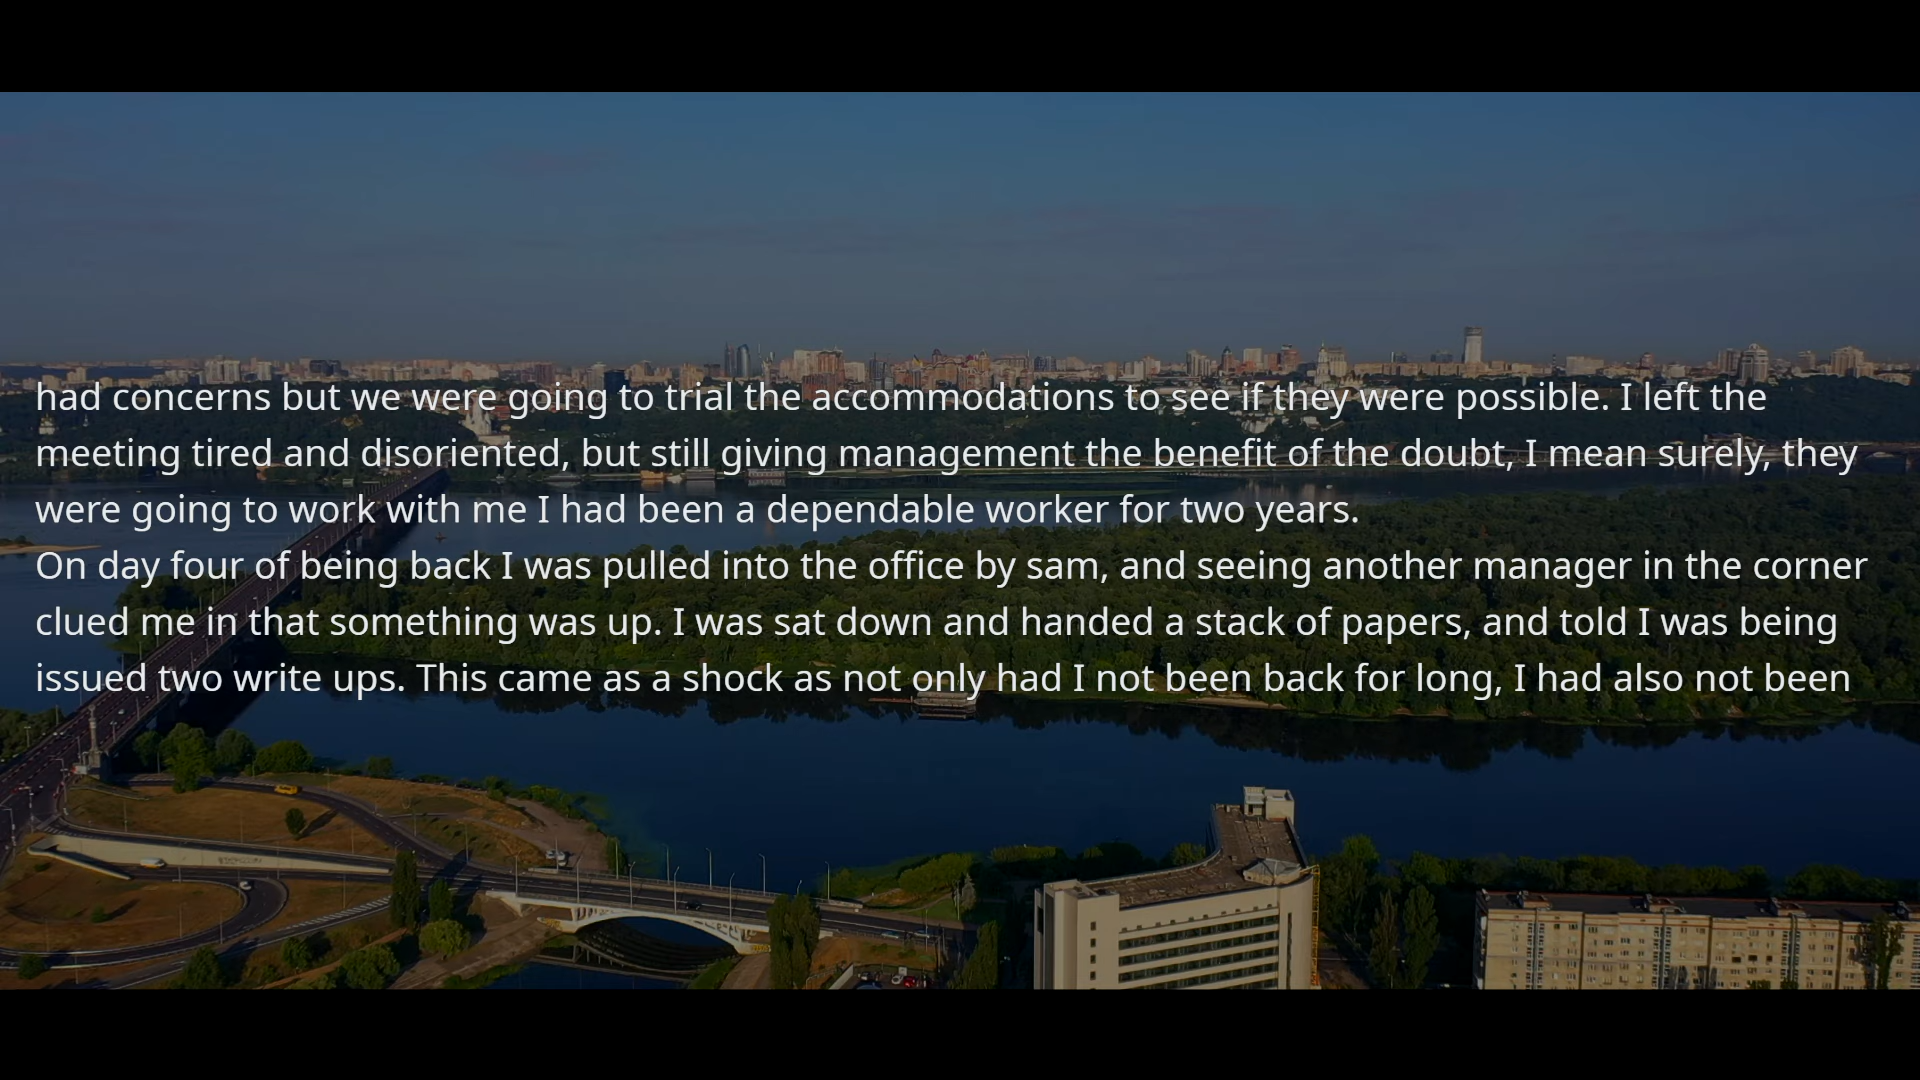 had concerns but we were going to trial the accommodations to see if they were possible. I left the
meeting tired and disoriented, but still giving management the benefit of the doubt, I mean surely, they
were going to work with me I had been a dependable worker for two years.
On day four of being back I was pulled into the office by sam, and seeing another manager in the corner
clued me in that something was up. I was sat down and handed a stack of papers, and told I was being
issued two write ups. This came as a shock as not only had I not been back for long, I had also not been